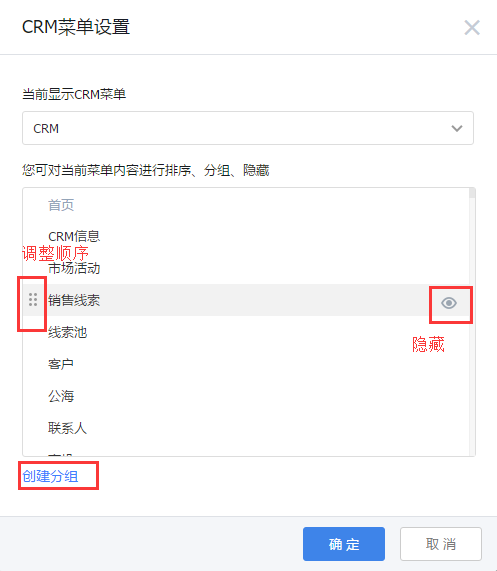 CRM菜单设置
当前显示CRM菜单
CRM
您可对当前菜单内容进行排序、分组、隐藏
首页
CRM信息
调整顺序
市场活动
销售线索
线索池
隐藏
客户
公海
联系人
创建分组
确定
取消